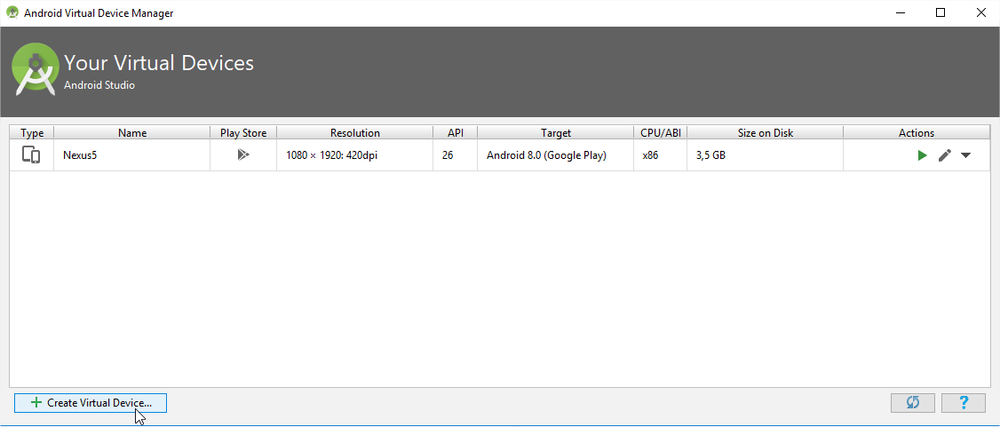 Android Virtual Device Manager
Your Virtual Devices
Android Studio
Type Name Play Store Resolution API Target CPU/ABI Size on Disk Actions
Nexus5 1080 × 1920: 420dpi 26 Android 8.0 (Google Play) x86 3,5 GB
+ Create Virtual Device... ?